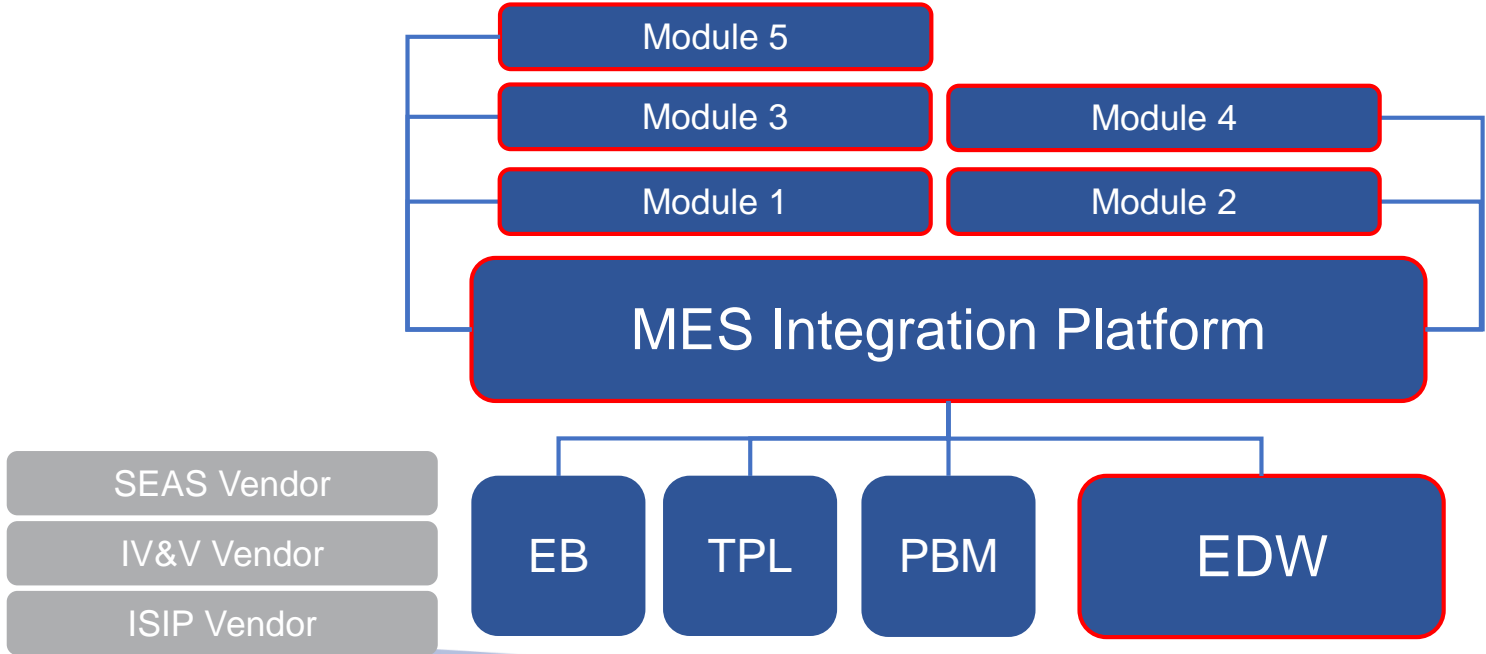 Module 5
Module 3
Module 4
Module 1
Module 2
MES Integration Platform
SEAS Vendor
IV&V Vendor
ISIP Vendor
EB
TPL
PBM
EDW